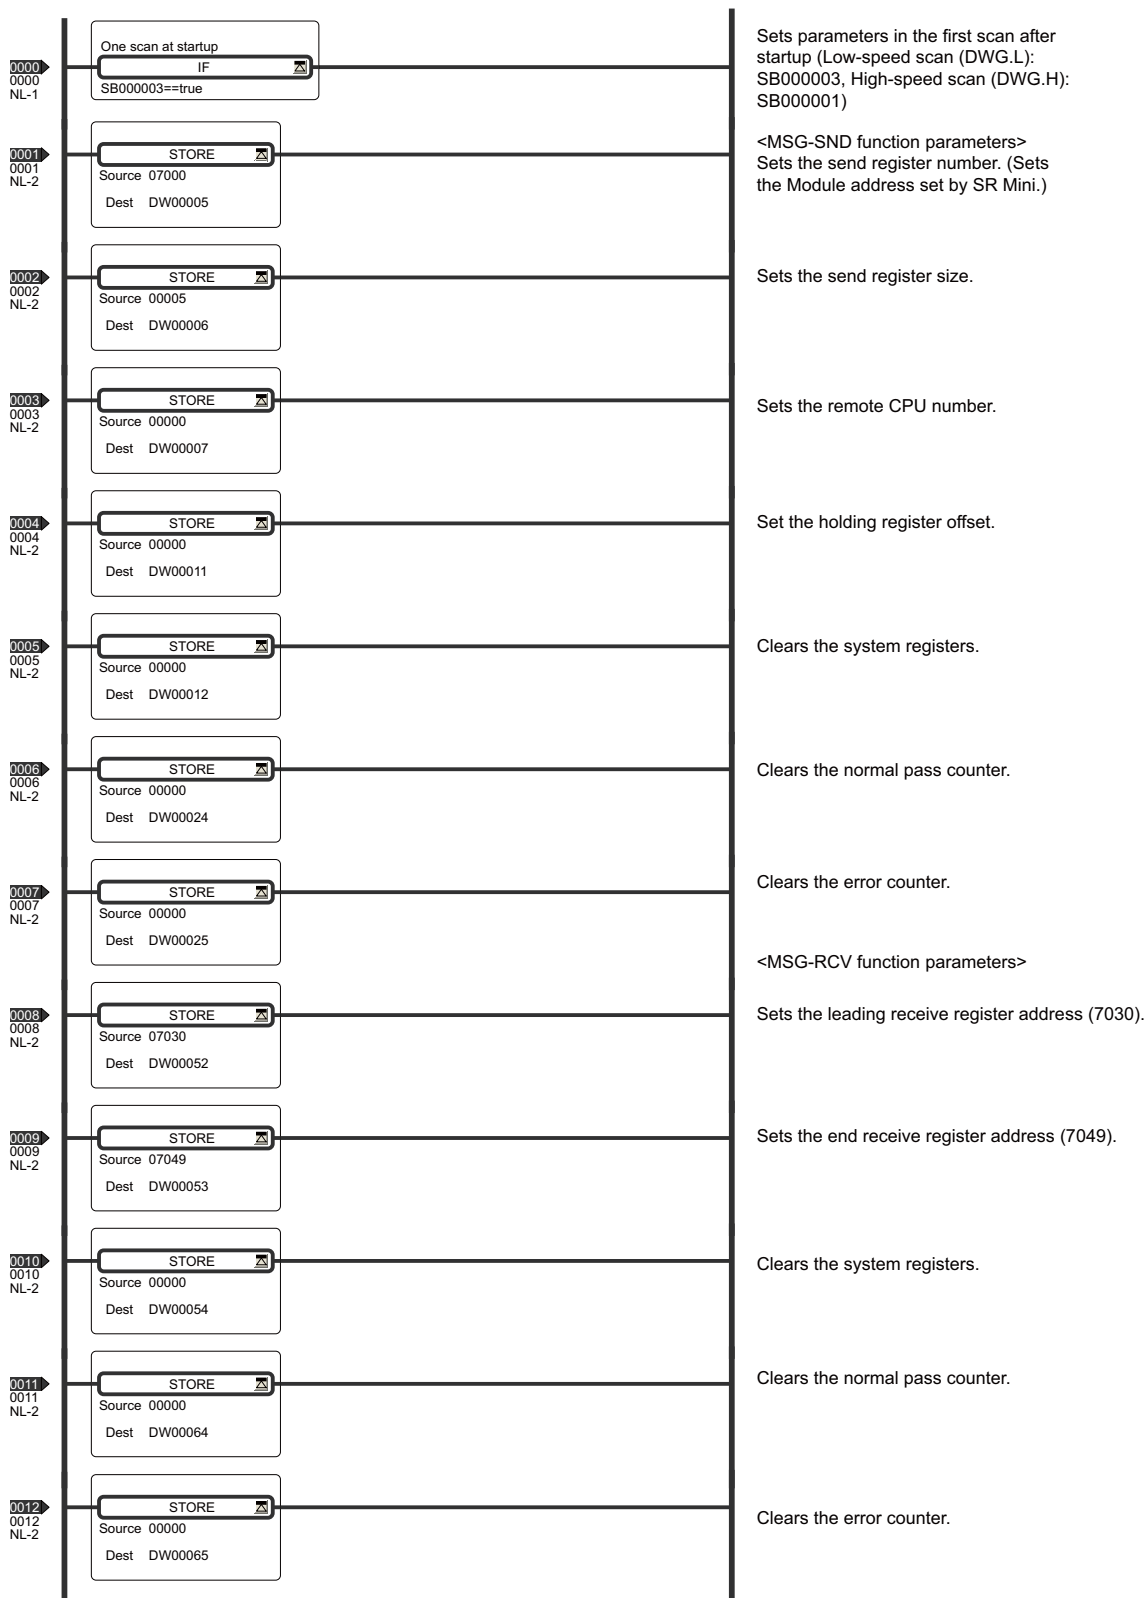 One scan at startup
0000
0000
NL-1
IF
SB000003==true
Sets parameters in the first scan after
startup (Low-speed scan (DWG.L):
SB000003, High-speed scan (DWG.H):
SB000001)
0001
0001
NL-2
STORE
Source 07000
Dest DW00005
<MSG-SND function parameters>
Sets the send register number. (Sets
the Module address set by SR Mini.)
0002
0002
NL-2
STORE
Source 00005
Dest DW00006
Sets the send register size.
0003
0003
NL-2
STORE
Source 00000
Dest DW00007
Sets the remote CPU number.
0004
0004
NL-2
STORE
Source 00000
Dest DW00011
Set the holding register offset.
0005
0005
NL-2
STORE
Source 00000
Dest DW00012
Clears the system registers.
0006
0006
NL-2
STORE
Source 00000
Dest DW00024
Clears the normal pass counter.
0007
0007
NL-2
STORE
Source 00000
Dest DW00025
Clears the error counter.
<MSG-RCV function parameters>
0008
0008
NL-2
STORE
Source 07030
Dest DW00052
Sets the leading receive register address (7030).
0009
0009
NL-2
STORE
Source 07049
Dest DW00053
Sets the end receive register address (7049).
0010
0010
NL-2
STORE
Source 00000
Dest DW00054
Clears the system registers.
0011
0011
NL-2
STORE
Source 00000
Dest DW00064
Clears the normal pass counter.
0012
0012
NL-2
STORE
Source 00000
Dest DW00065
Clears the error counter.